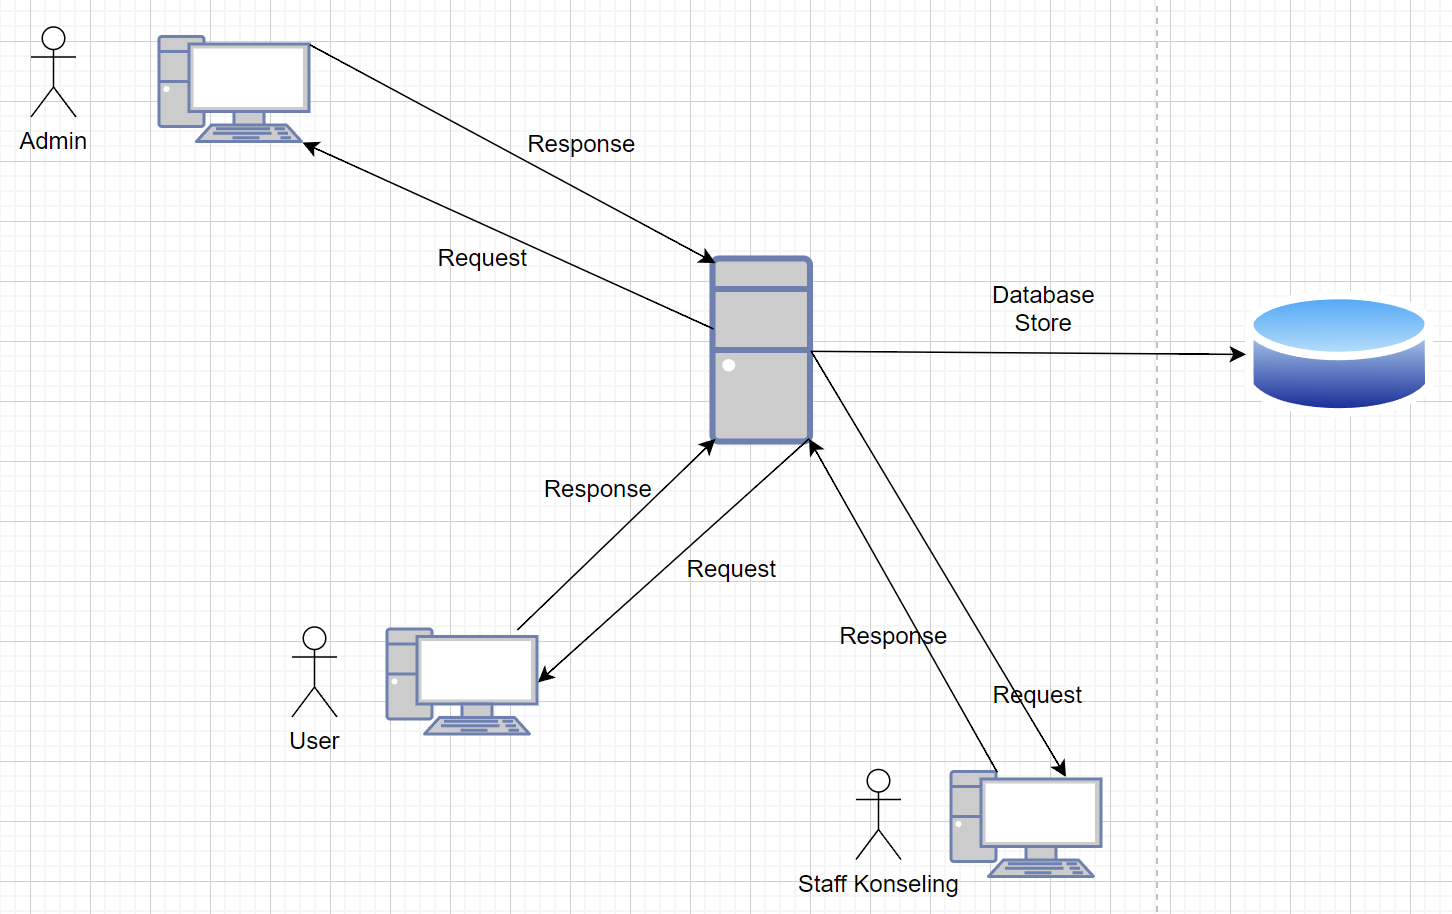 Admin
Response
Request
Database
Store
Response
Request
User
Response
Request
Staff Konseling